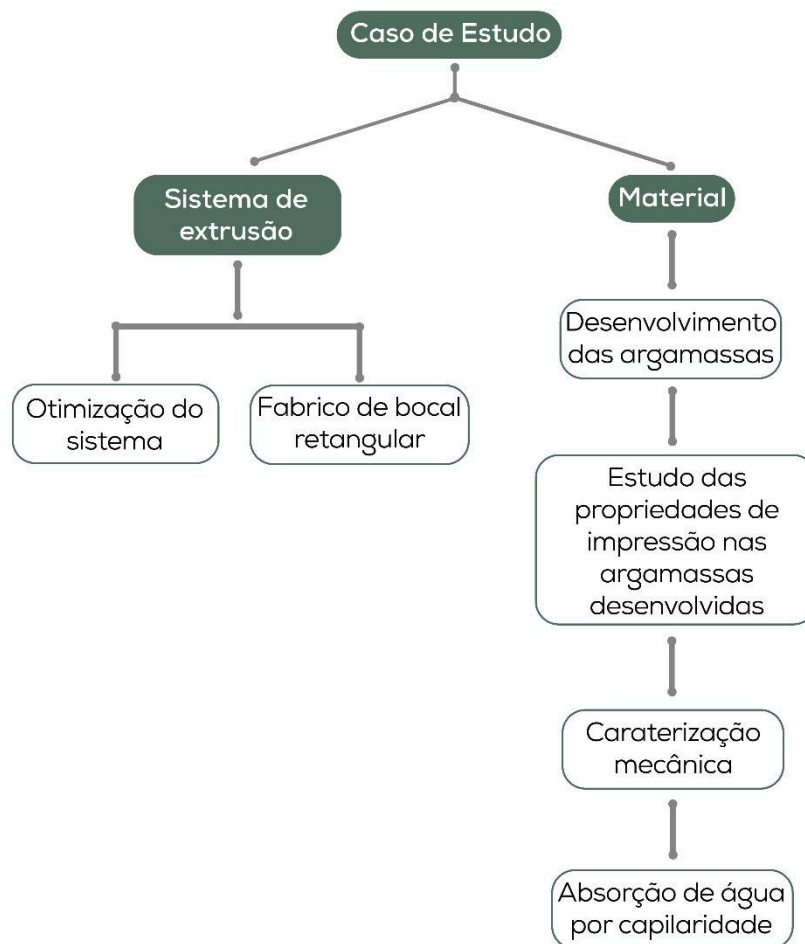 Caso de Estudo
Sistema de
extrusão
Material
Otimização do
sistema
Fabrico de bocal
retangular
Desenvolvimento
das argamassas
Estudo das
propriedades de
impressão nas
argamassas
desenvolvidas
Caraterização
mecânica
Absorção de água
por capilaridade